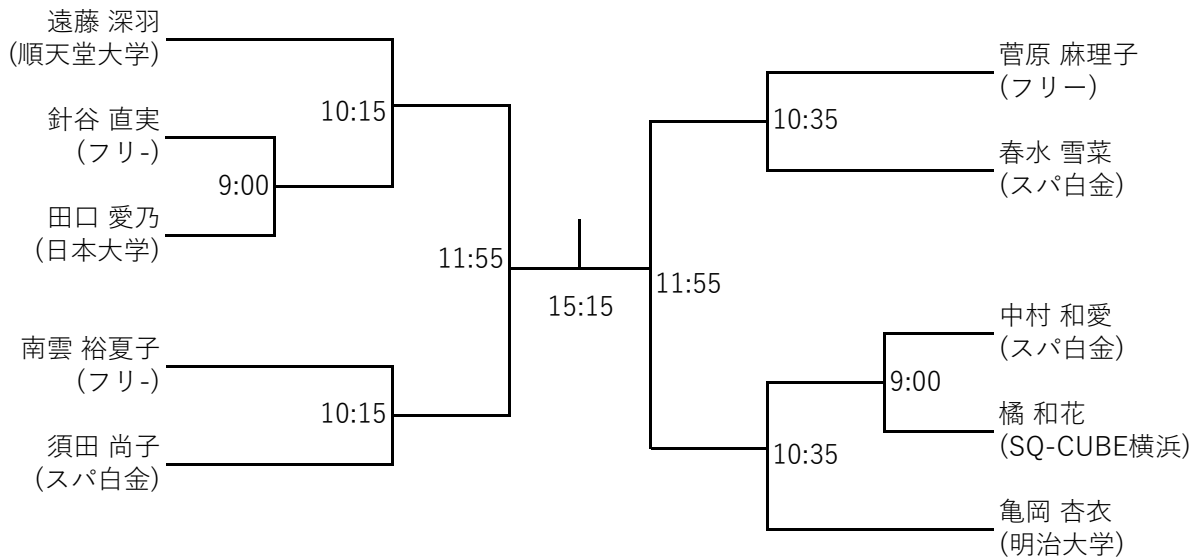 遠藤 深羽
(順天堂大学)
10:15
針谷 直実
(フリ-)
9:00
田口 愛乃
(日本大学)
11:55
南雲 裕夏子
(フリ-)
10:15
須田 尚子
(スパ白金)
15:15
菅原 麻理子
(フリー)
10:35
春水 雪菜
(スパ白金)
11:55
中村 和愛
(スパ白金)
9:00
橘 和花
(SQ-CUBE横浜)
10:35
亀岡 杏衣
(明治大学)